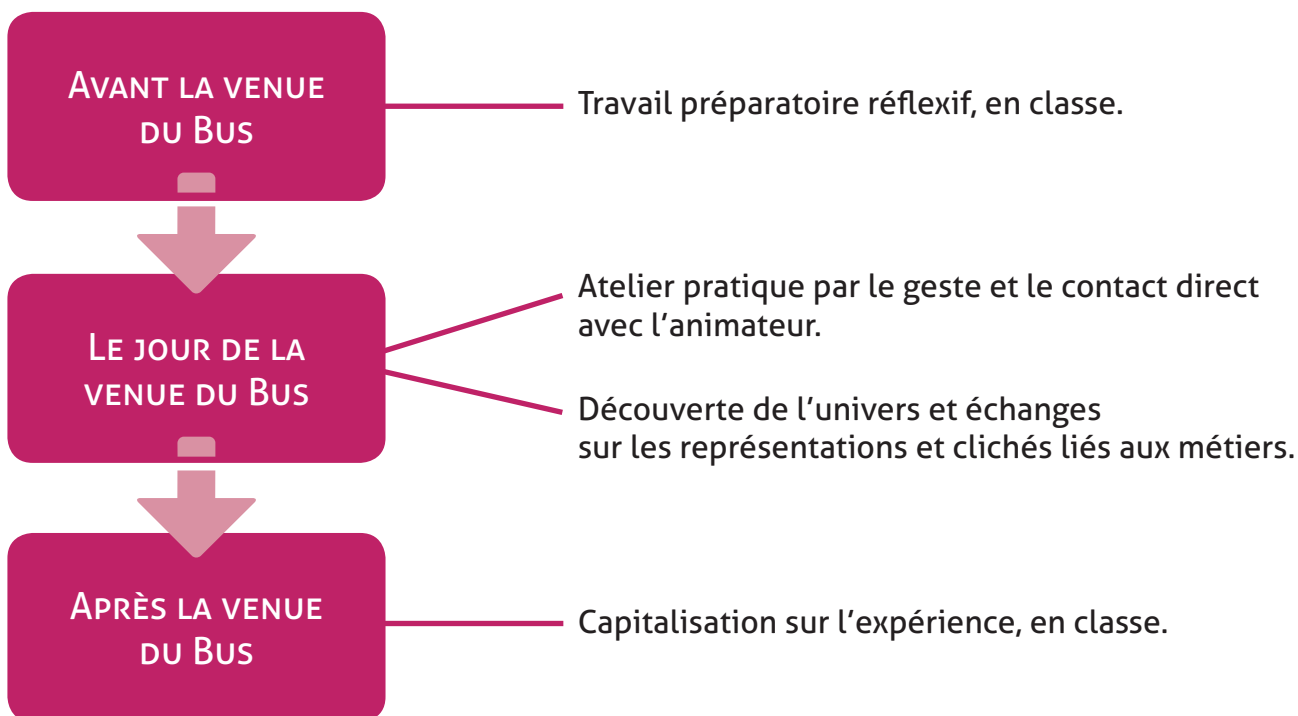 Avant la venue
du Bus
Travail préparatoire réflexif, en classe.
Le jour de la
venue du Bus
Atelier pratique par le geste et le contact direct
avec l’animateur.
Découverte de l’univers et échanges
sur les représentations et clichés liés aux métiers.
Après la venue
du Bus
Capitalisation sur l’expérience, en classe.